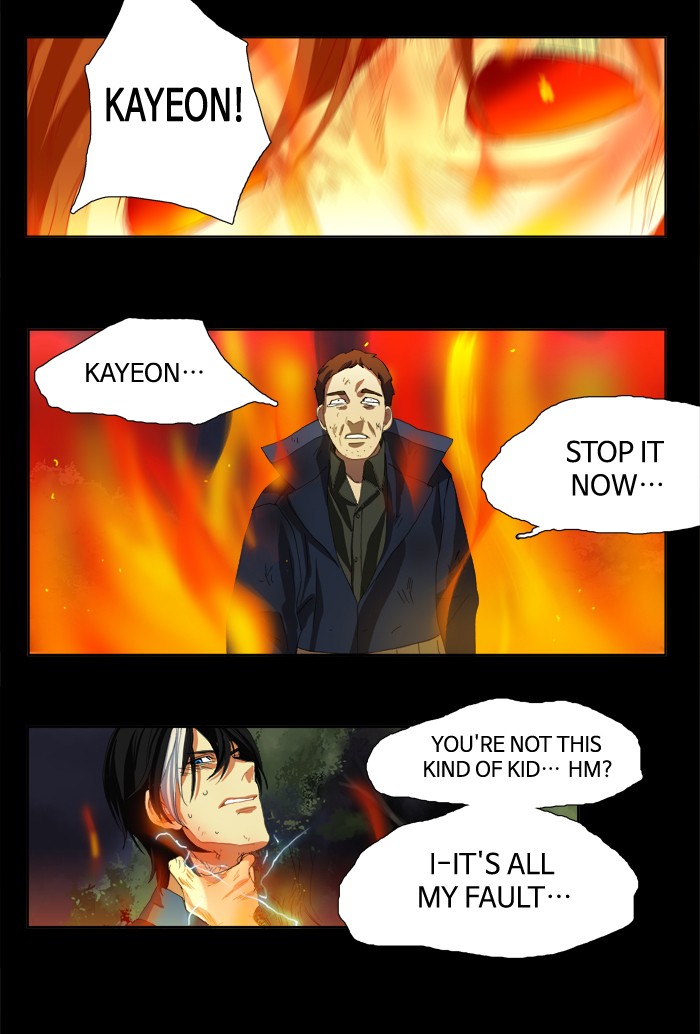 KAYEON!
KAYEON…
STOP IT
NOW…
YOU'RE NOT THIS
KIND OF KID… HM?
I-IT'S ALL
MY FAULT…